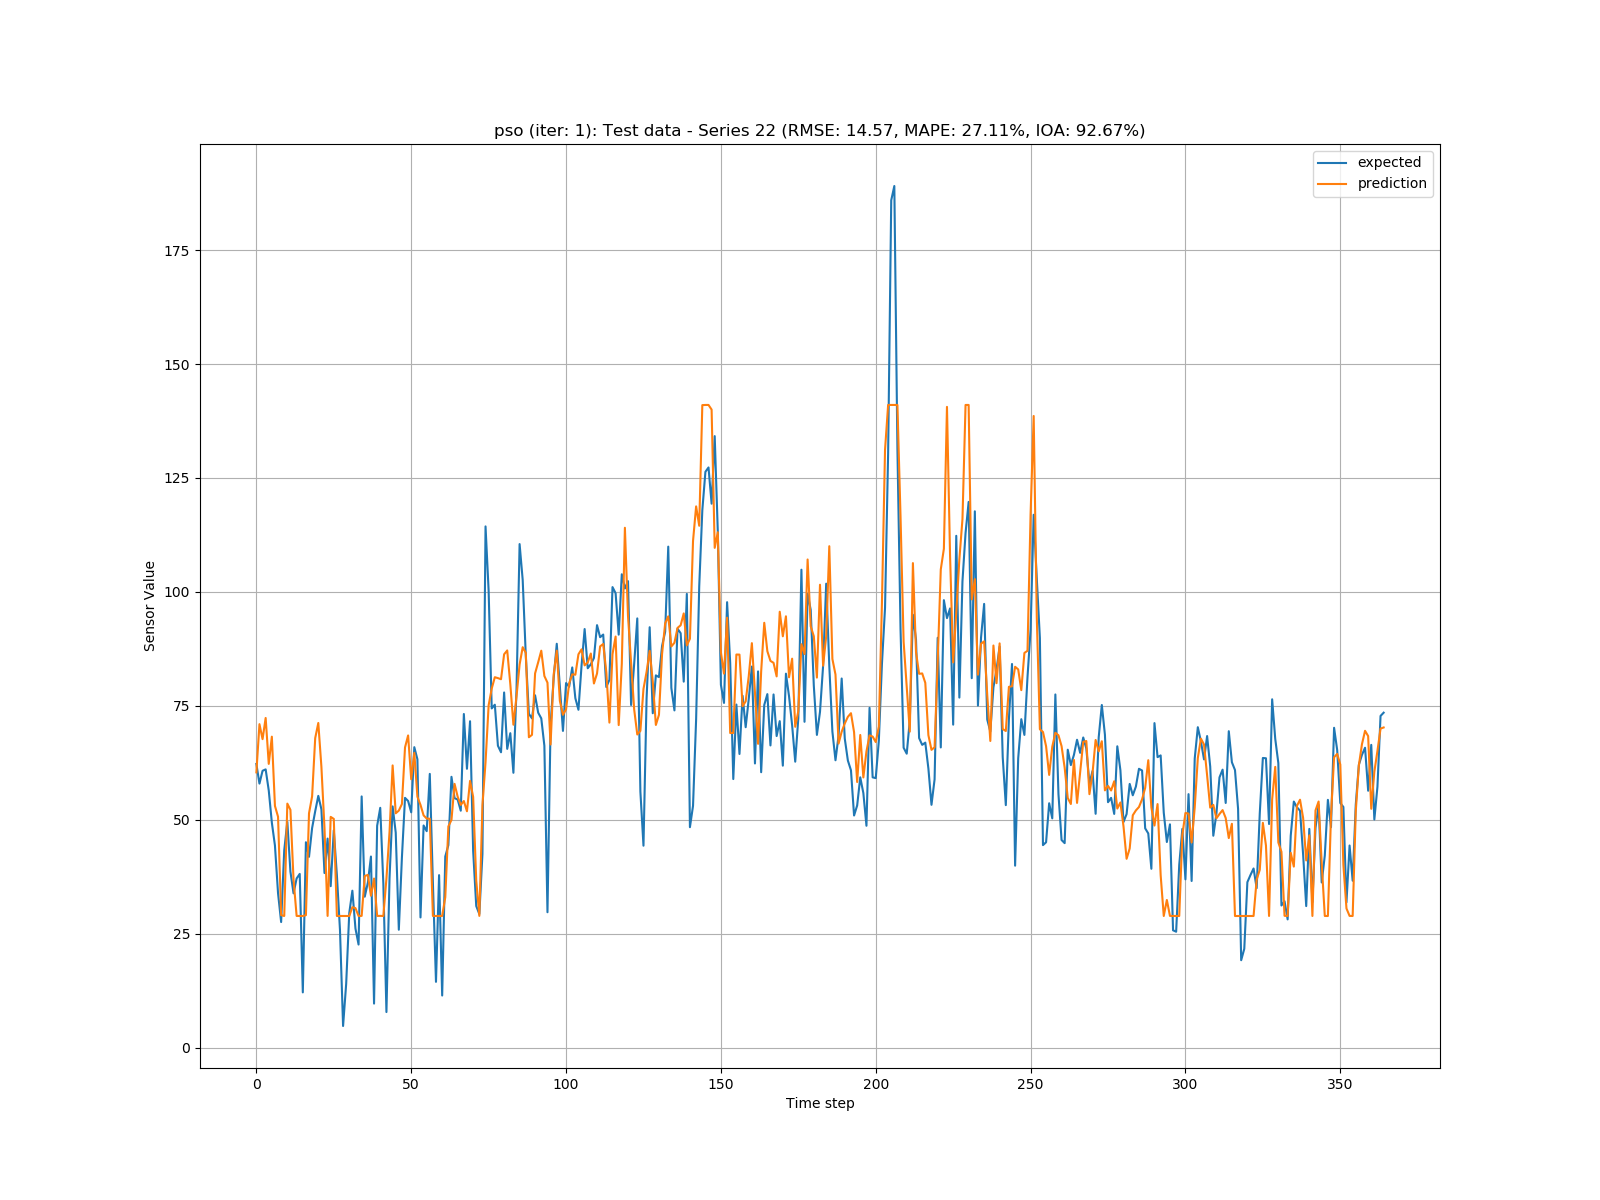 pso (iter: 1): Test data - Series 22 (RMSE: 14.57, MAPE: 27.11%, IOA: 92.67%)
expected
prediction
175
150
125
100
75
50
25
0
Sensor Value
0 50 100 150 200 250 300 350
Time step